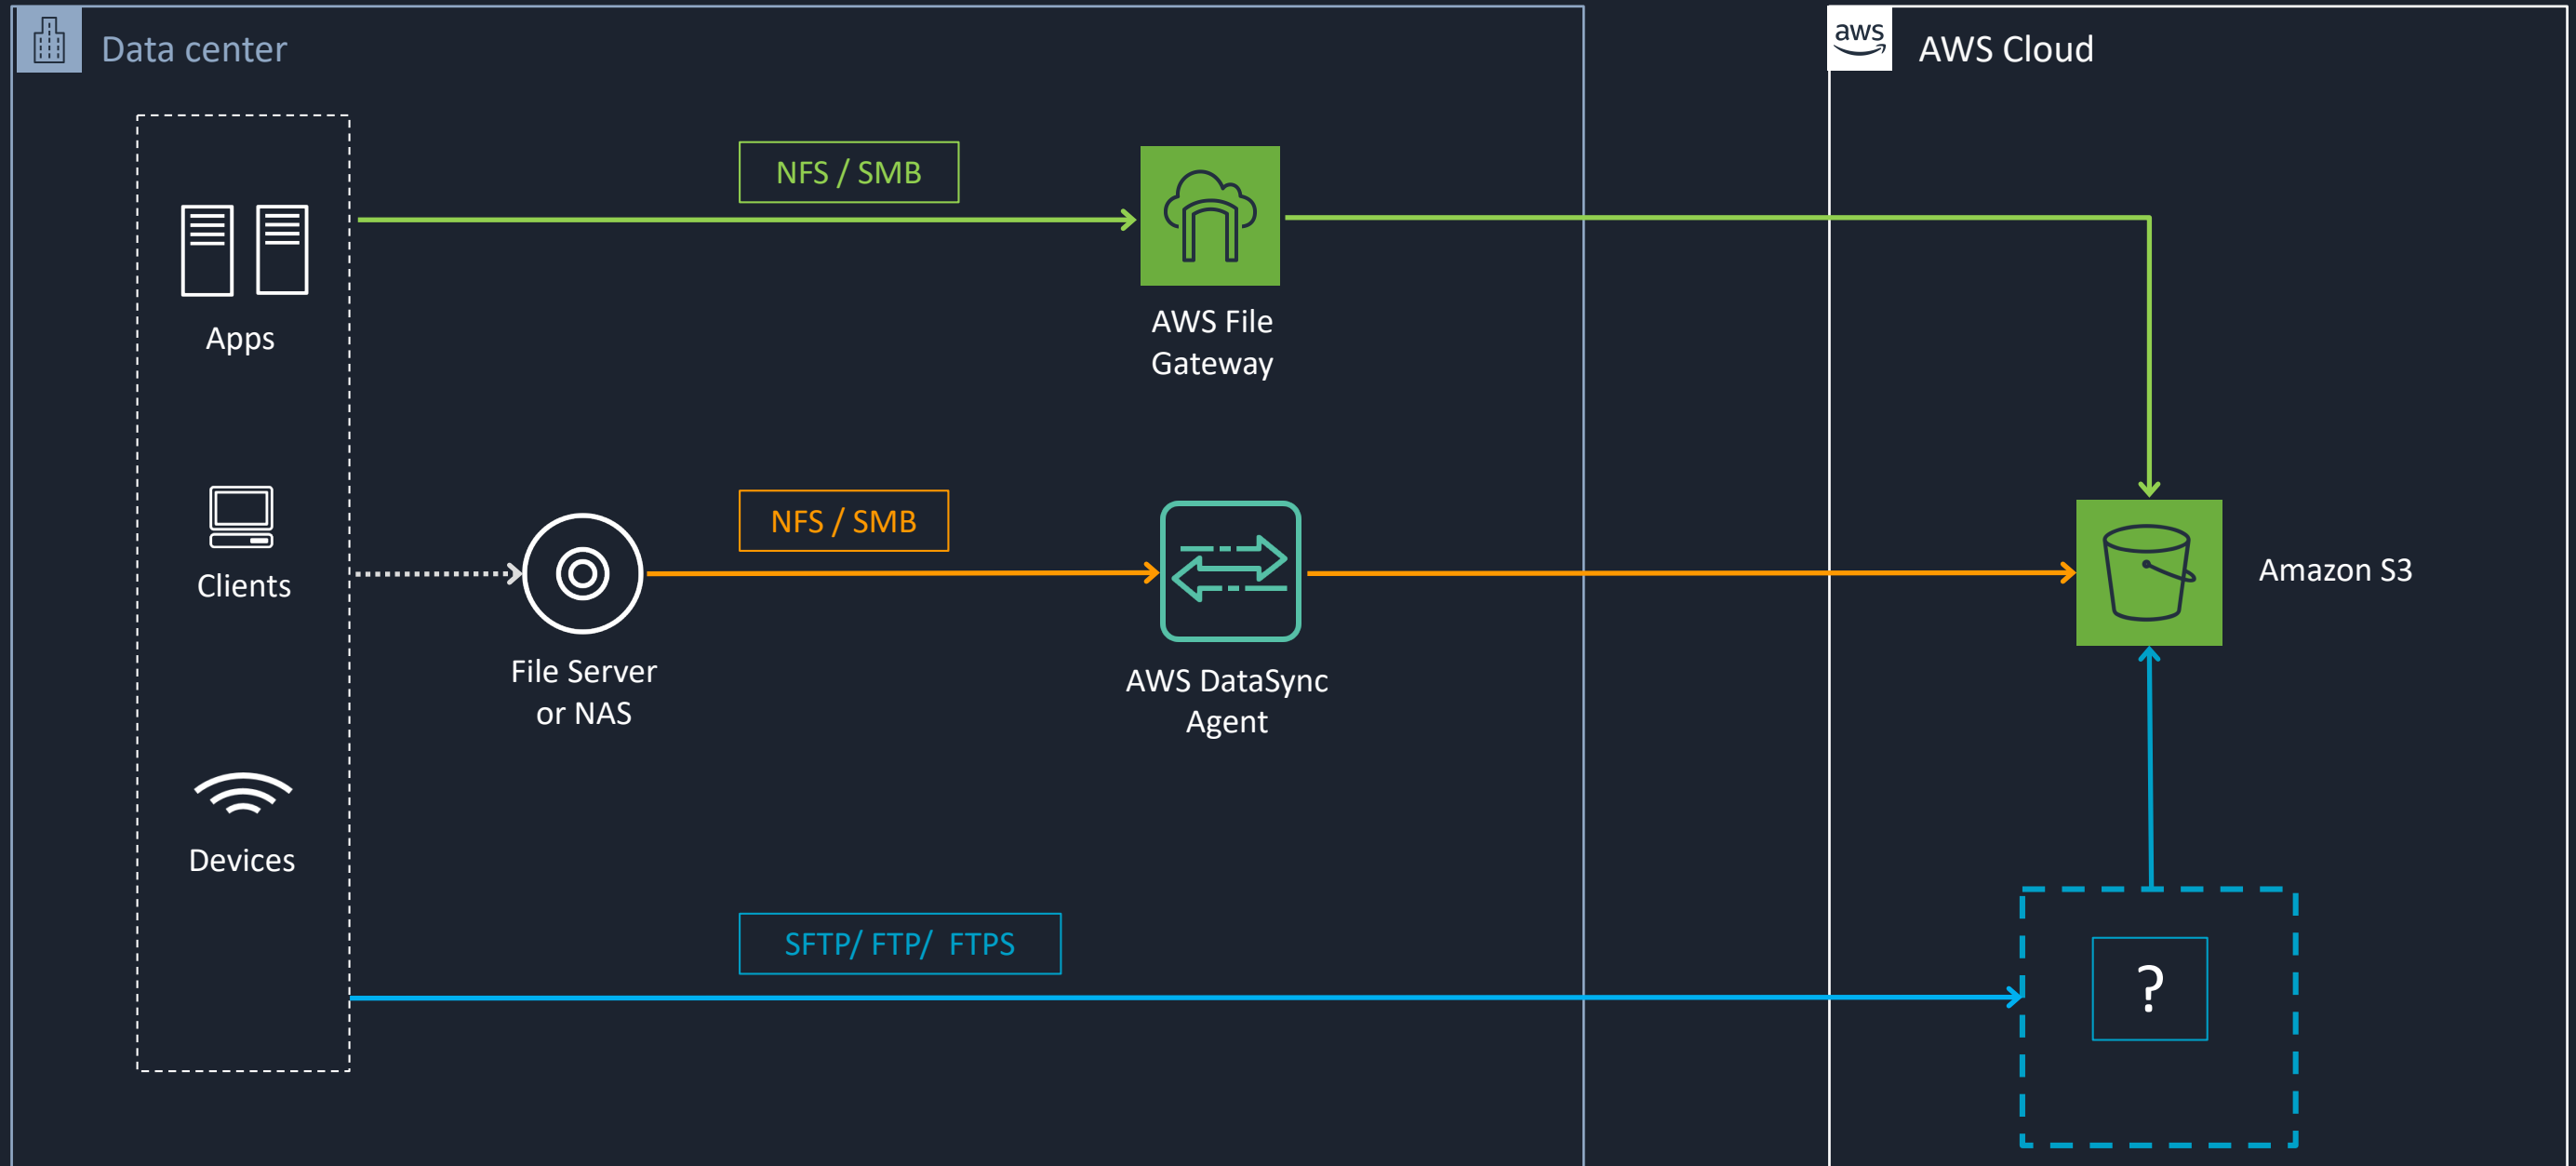 Data center
aws
AWS Cloud
NFS / SMB
Apps
AWS File
Gateway
Clients
NFS / SMB
File Server
or NAS
AWS DataSync
Agent
Amazon S3
Devices
SFTP/ FTP/ FTPS
?